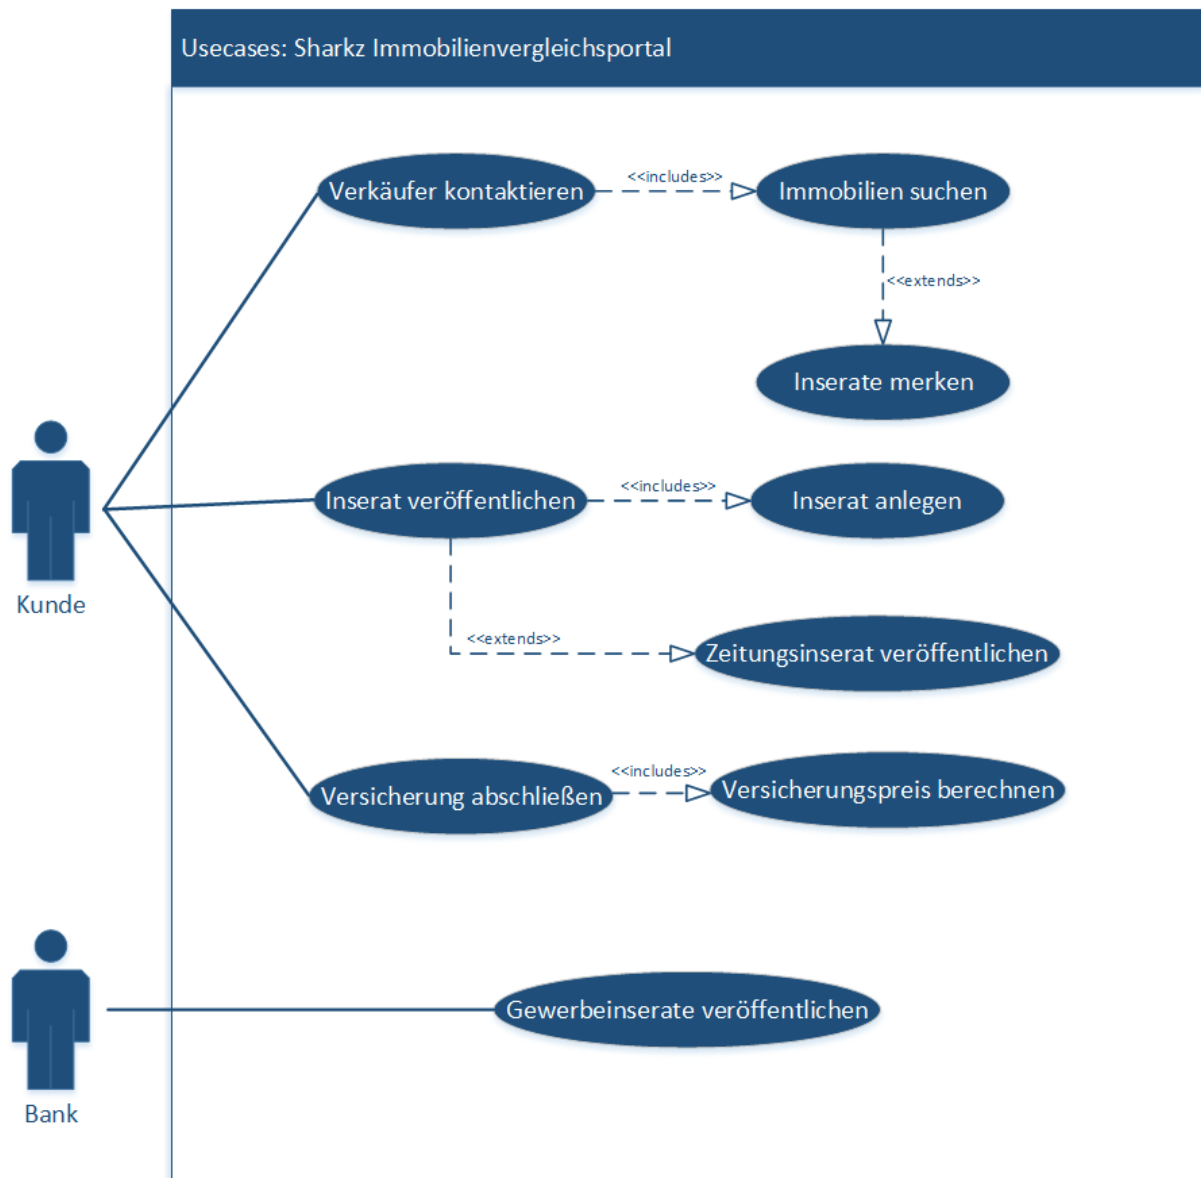 Usecases: Sharkz Immobilienvergleichsportal
Verkäufer kontaktieren
<<includes>>
Immobilien suchen
<<extends>>
Inserate merken
Inserat veröffentlichen
<<includes>>
Inserat anlegen
Kunde
<<extends>>
Zeitungsinserat veröffentlichen
Versicherung abschließen
<<includes>>
Versicherungspreis berechnen
Gewerbeinserate veröffentlichen
Bank